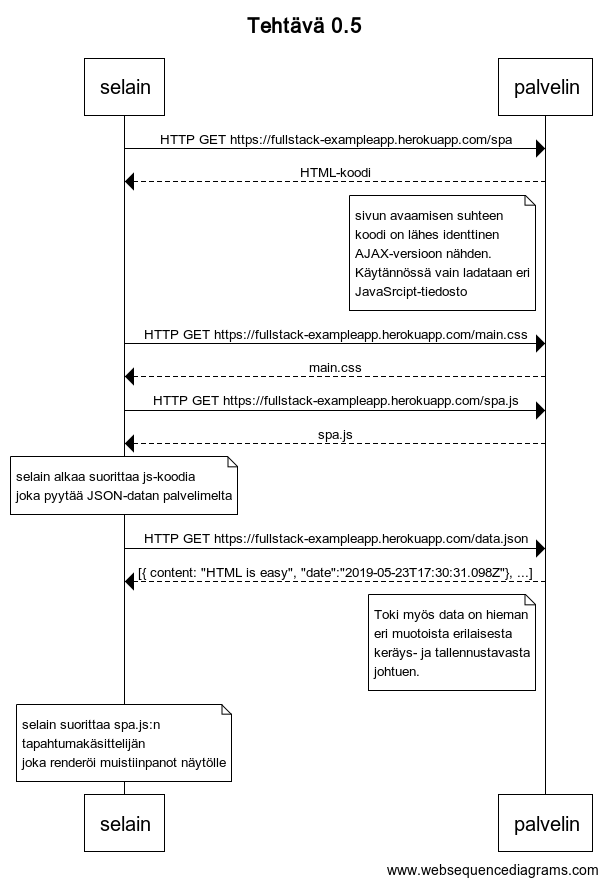 Tehtävä 0.5
selain
palvelin
HTTP GET https://fullstack-exampleapp.herokuapp.com/spa
HTML-koodi
sivun avaamisen suhteen
koodi on lähes identtinen
AJAX-versioon nähden.
Käytännössä vain ladataan eri
JavaSrcipt-tiedosto
HTTP GET https://fullstack-exampleapp.herokuapp.com/main.css
main.css
HTTP GET https://fullstack-exampleapp.herokuapp.com/spa.js
spa.js
selain alkaa suorittaa js-koodia
joka pyytää JSON-datan palvelimelta
HTTP GET https://fullstack-exampleapp.herokuapp.com/data.json
[{ content: "HTML is easy", "date":"2019-05-23T17:30:31.098Z"}, ...]
Toki myös data on hieman
eri muotoista erilaisesta
keräys- ja tallennustavasta
johtuen.
selain suorittaa spa.js:n
tapahtumakäsittelijän
joka renderöi muistiinpanot näytölle
selain
palvelin
www.websequencediagrams.com